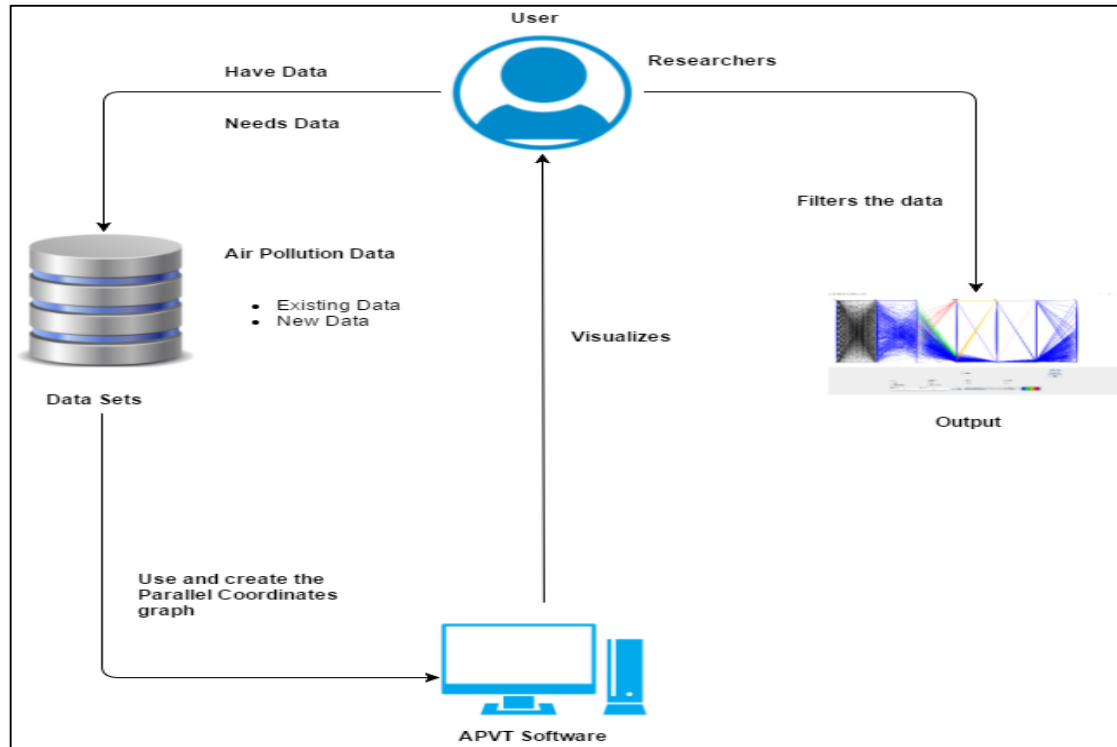 User
Researchers
Have Data
Needs Data
Filters the data
Air Pollution Data
• Existing Data
• New Data
Visualizes
Data Sets
Output
Use and create the
Parallel Coordinates
graph
APVT Software